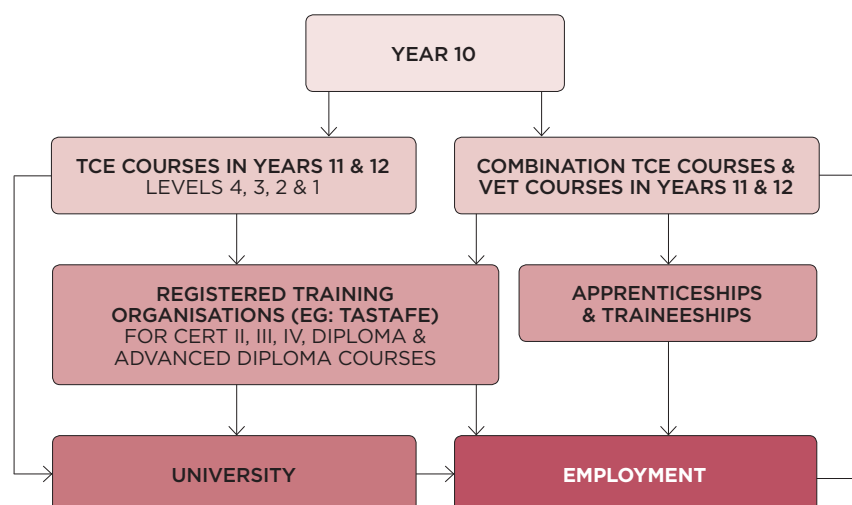 YEAR 10
TCE COURSES IN YEARS 11 & 12
LEVELS 4, 3, 2 & 1
COMBINATION TCE COURSES &
VET COURSES IN YEARS 11 & 12
REGISTERED TRAINING
ORGANISATIONS (EG: TASTAFE)
FOR CERT II, III, IV, DIPLOMA &
ADVANCED DIPLOMA COURSES
APPRENTICESHIPS
& TRAINEESHIPS
UNIVERSITY
EMPLOYMENT